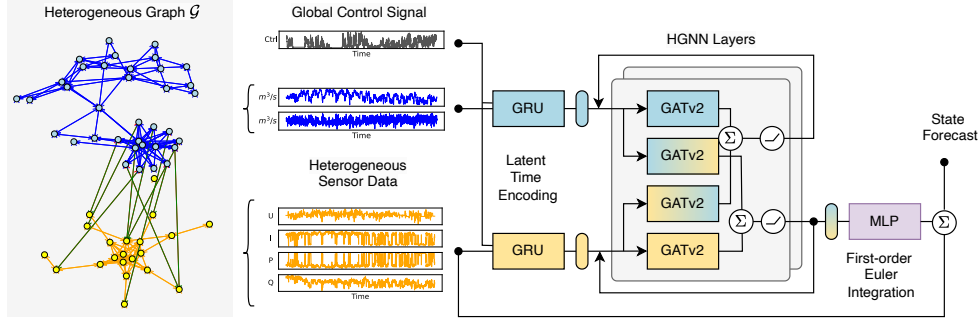 Heterogeneous Graph 𝒢
Global Control Signal
Ctrl
Time
m³/s
m³/s
Time
Heterogeneous
Sensor Data
U
I
P
Q
Time
GRU
Latent
Time
Encoding
GRU
HGNN Layers
GATv2
GATv2
GATv2
GATv2
Σ
Σ
State
Forecast
MLP
Σ
First-order
Euler
Integration